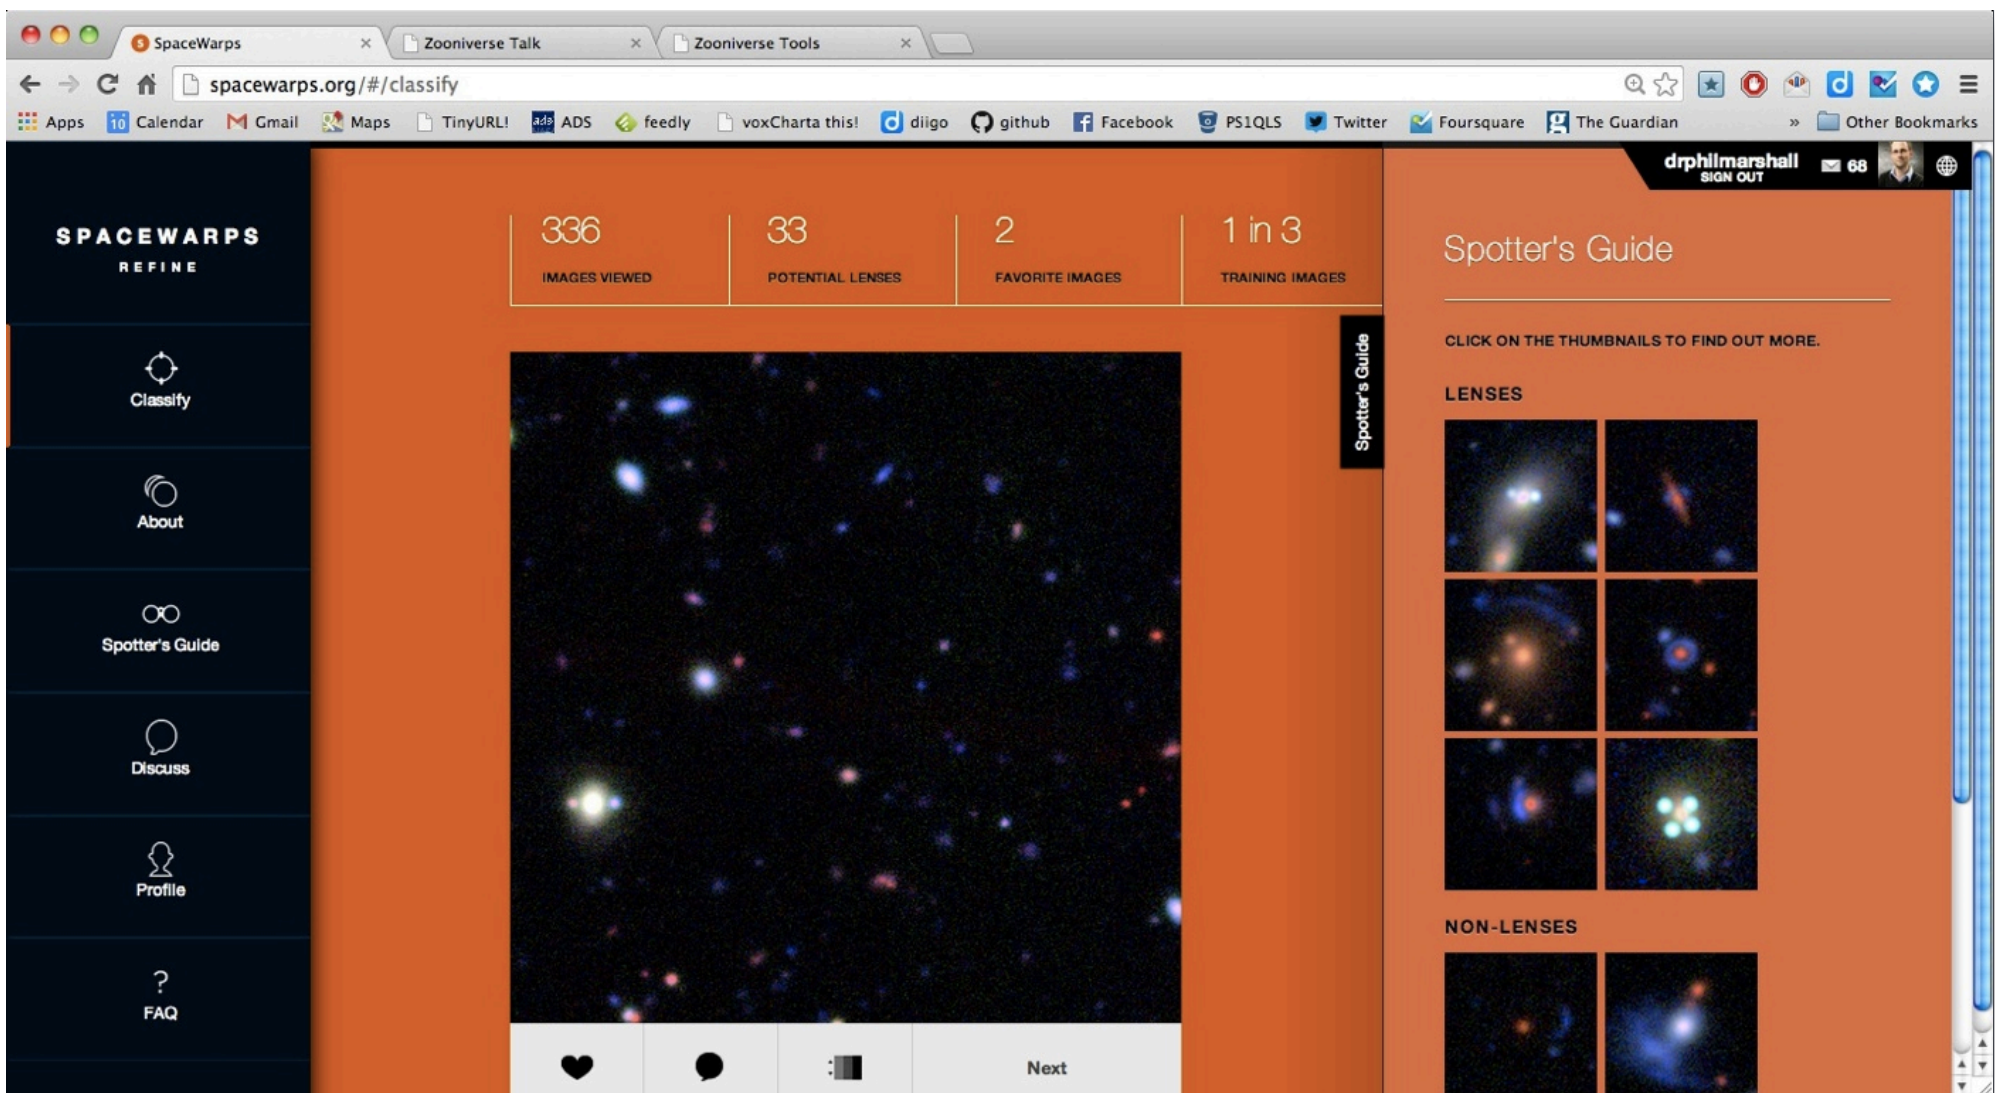 SpaceWarps
Zooniverse Talk
Zooniverse Tools
spacewarps.org/#/classify
Apps
10 Calendar
Gmail
Maps
TinyURL!
ads ADS
feedly
voxCharta this!
d diigo
github
Facebook
PS1QLS
Twitter
Foursquare
The Guardian
»
Other Bookmarks
drphilmarshall
SIGN OUT
68
SPACEWARPS
REFINE
Classify
About
Spotter's Guide
Discuss
Profile
?
FAQ
336
IMAGES VIEWED
33
POTENTIAL LENSES
2
FAVORITE IMAGES
1 in 3
TRAINING IMAGES
Spotter's Guide
Next
Spotter's Guide
CLICK ON THE THUMBNAILS TO FIND OUT MORE.
LENSES
NON-LENSES